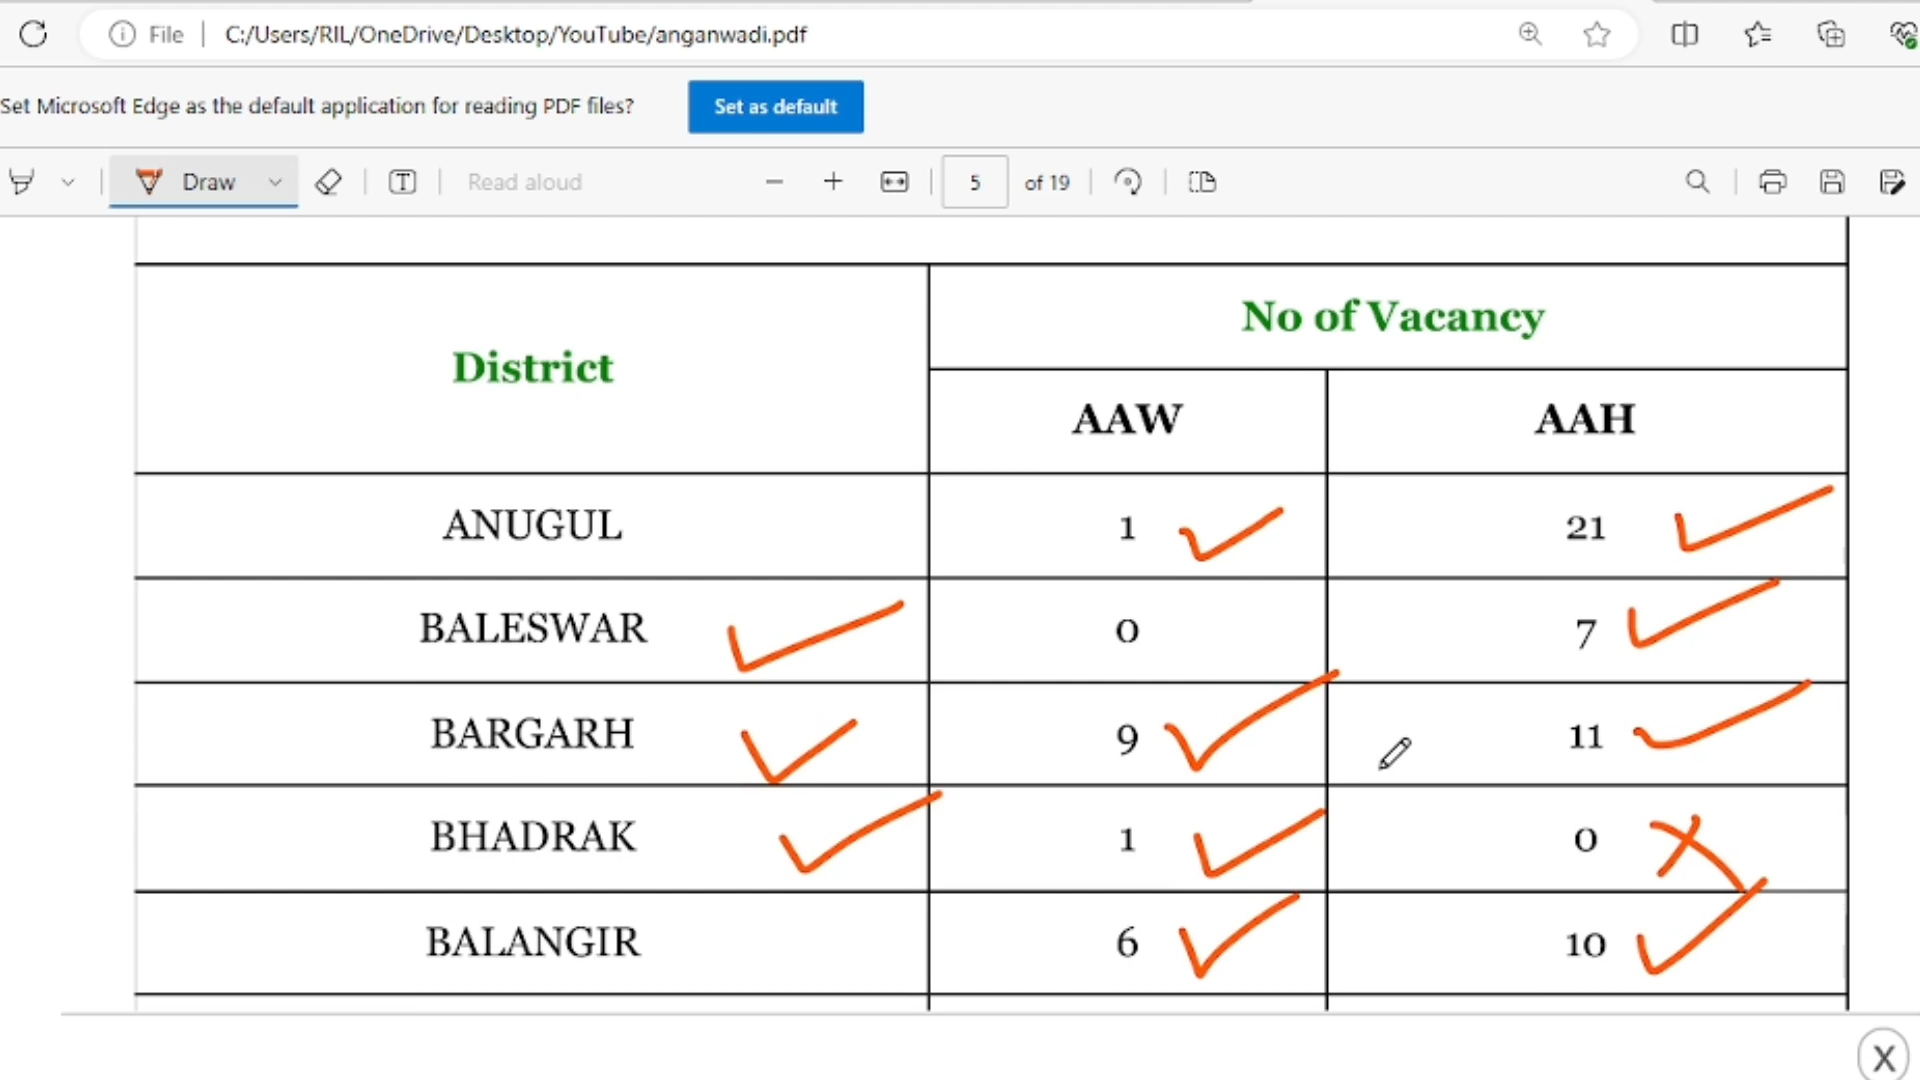 File C:/Users/RIL/OneDrive/Desktop/YouTube/anganwadi.pdf
Set Microsoft Edge as the default application for reading PDF files? Set as default
Draw Read aloud 5 of 19
District No of Vacancy
AAW AAH
ANUGUL 1 21
BALESWAR 0 7
BARGARH 9 11
BHADRAK 1 0
BALANGIR 6 10
X